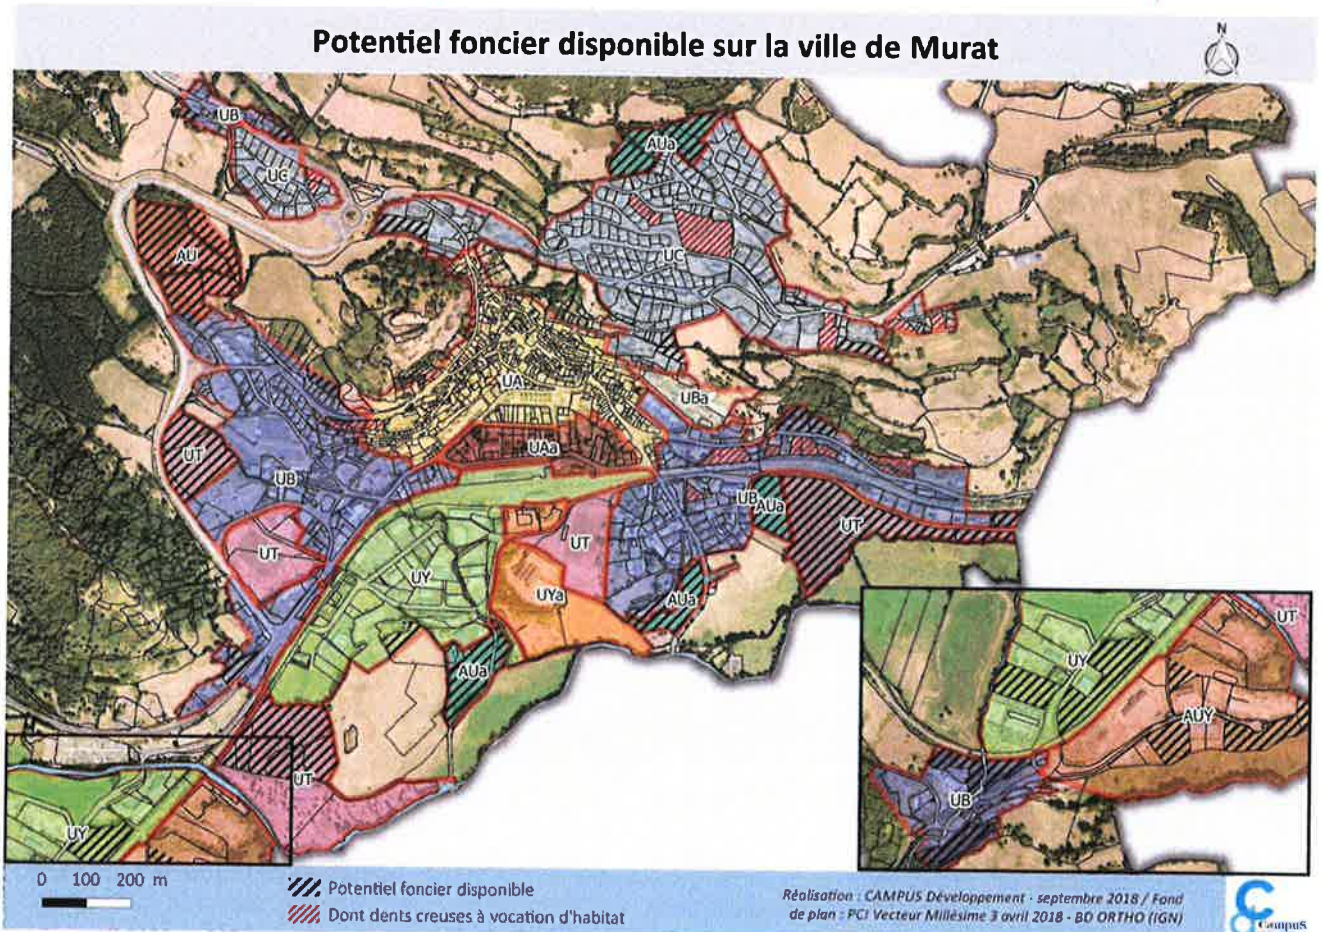 Potentiel foncier disponible sur la ville de Murat
N
UB
AUa
UC
AU
UC
UA
UBa
UAa
UT
UB
UB
AUa
UT
UT
UT
UY
UYa
AUa
AUa
UT
UY
UT
UY
AUY
UB
0 100 200 m
Potentiel foncier disponible
Dont dents creuses à vocation d'habitat
Réalisation : CAMPUS Développement - septembre 2018 / Fond
de plan : PCI Vecteur Millésime 3 avril 2018 - BD ORTHO (IGN)
CampuS